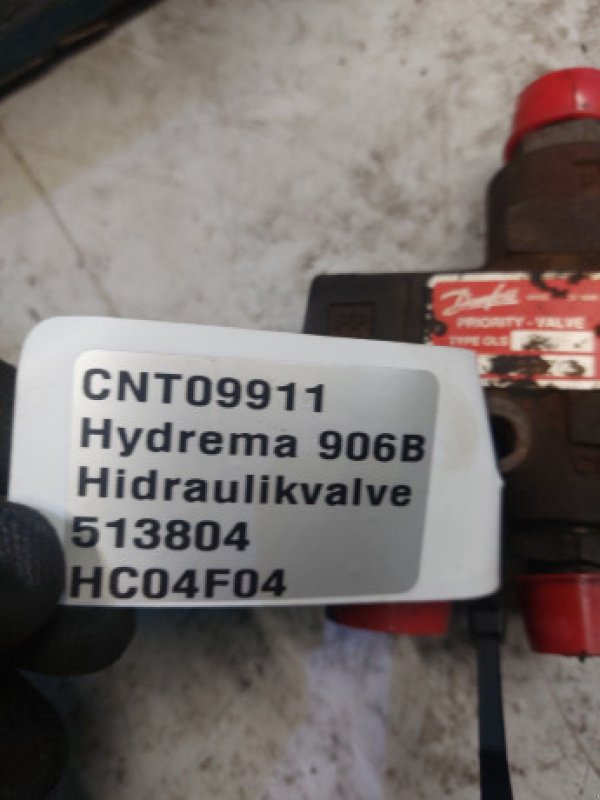 Danfoss
PRIORITY - VALVE
TYPE OLS
CNT09911
Hydrema 906B
Hidraulikvalve
513804
HC04F04